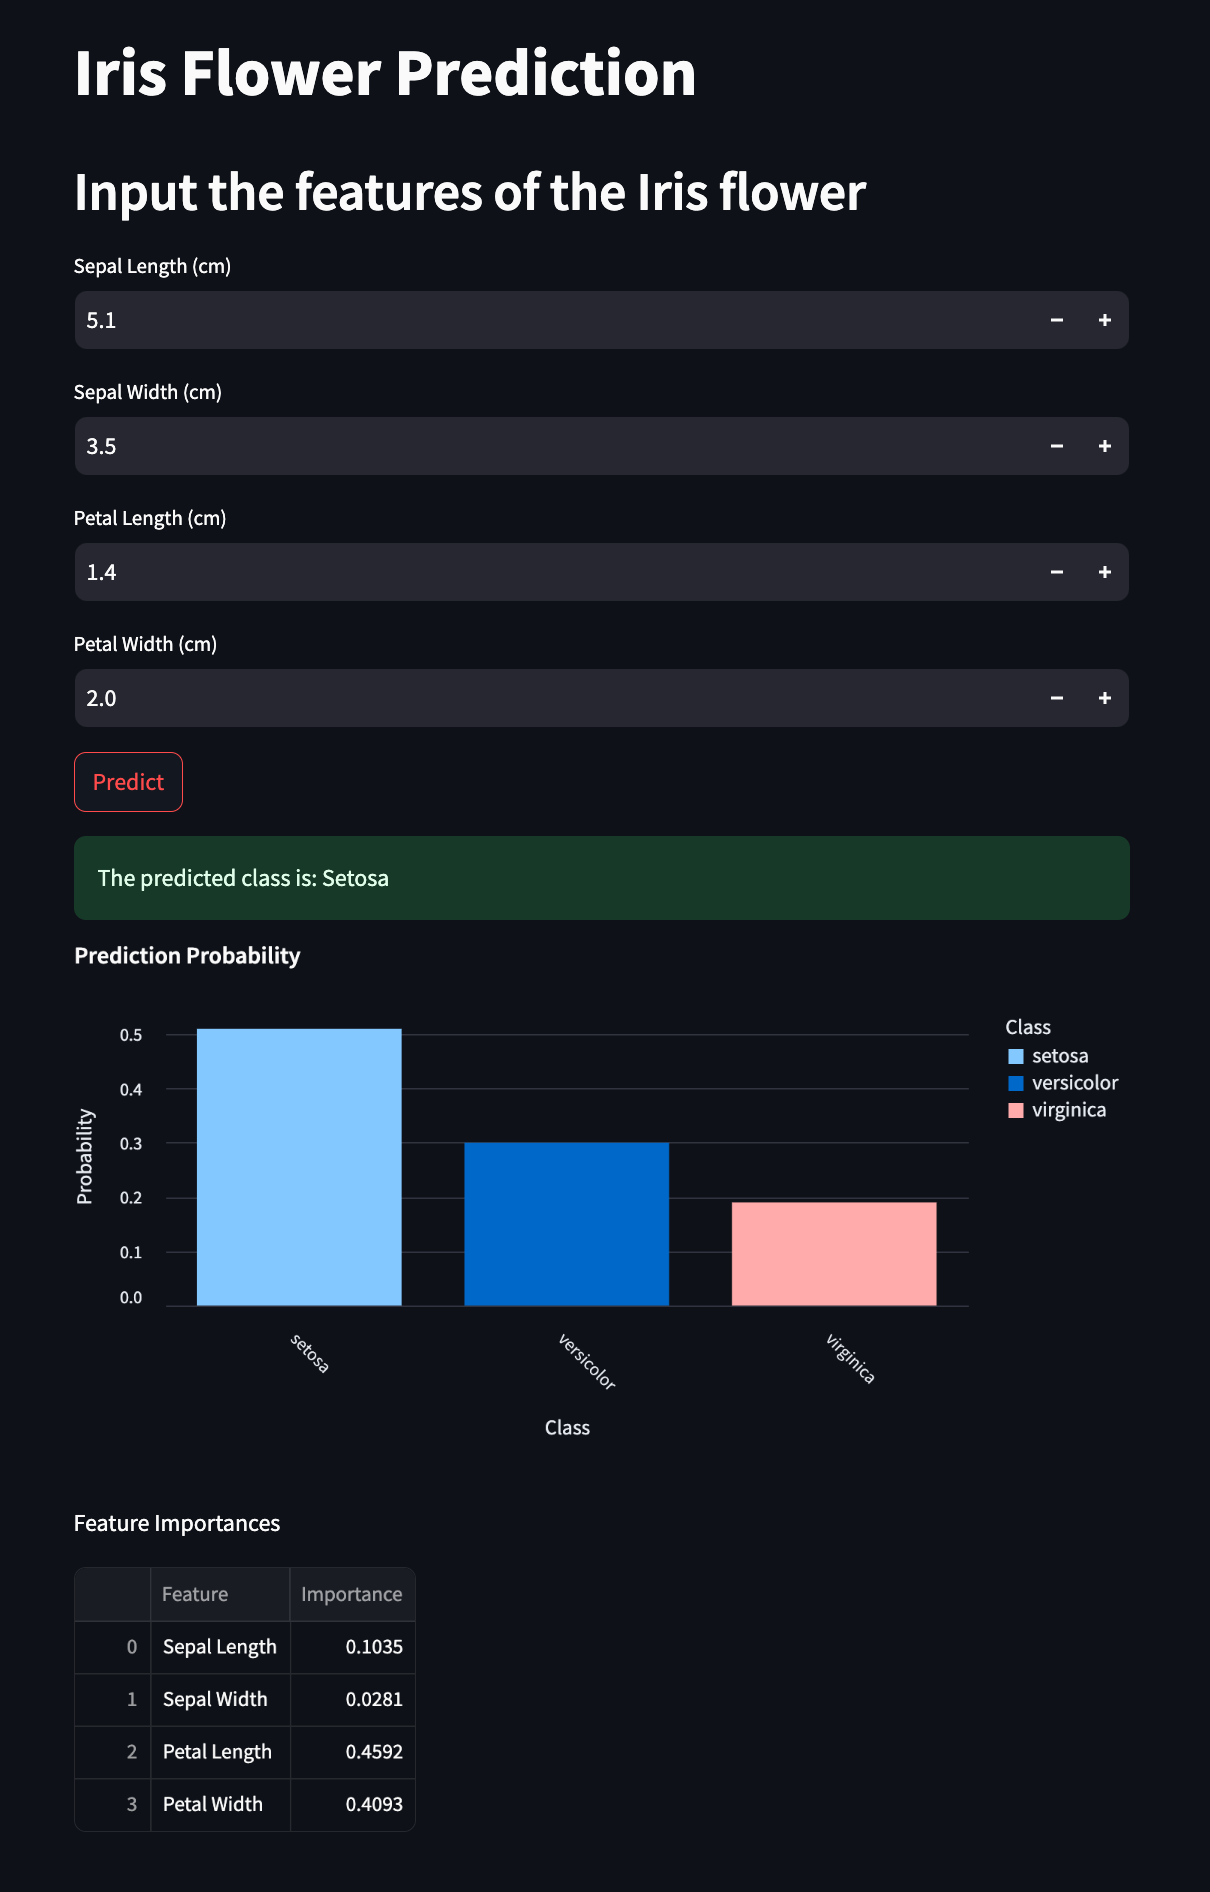 Iris Flower Prediction
Input the features of the Iris flower
Sepal Length (cm)
5.1 − +
Sepal Width (cm)
3.5 − +
Petal Length (cm)
1.4 − +
Petal Width (cm)
2.0 − +
Predict
The predicted class is: Setosa
Prediction Probability
0.5
0.4
0.3
0.2
0.1
0.0
Probability
setosa
versicolor
virginica
Class
Class
setosa
versicolor
virginica
Feature Importances
Feature Importance
0 Sepal Length 0.1035
1 Sepal Width 0.0281
2 Petal Length 0.4592
3 Petal Width 0.4093